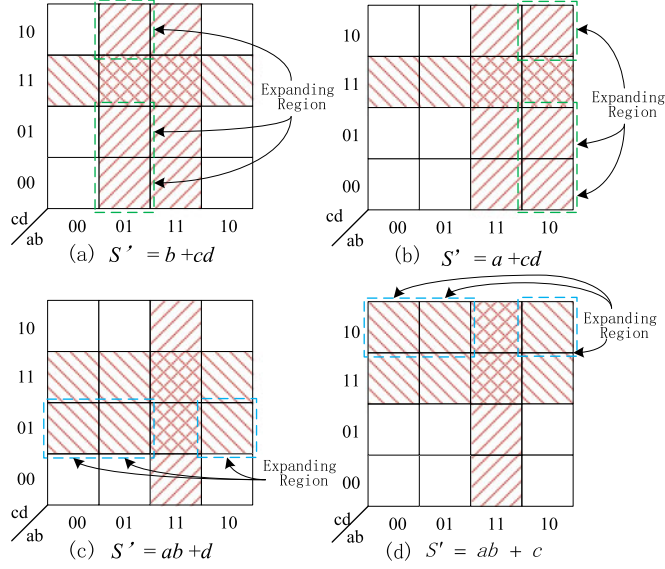 10
11
01
00
cd
ab
00 01 11 10
Expanding
Region
(a) S’ = b +cd
10
11
01
00
cd
ab
00 01 11 10
Expanding
Region
(b) S’ = a +cd
10
11
01
00
cd
ab
00 01 11 10
Expanding
Region
(c) S’ = ab +d
10
11
01
00
cd
ab
00 01 11 10
Expanding
Region
(d) S′ = ab + c